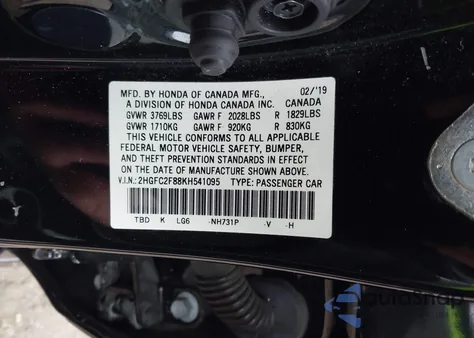 MFD. BY HONDA OF CANADA MFG., 02/'19
A DIVISION OF HONDA CANADA INC. CANADA
GVWR 3769LBS GAWR F 2028LBS R 1829LBS
GVWR 1710KG GAWR F 920KG R 830KG
THIS VEHICLE CONFORMS TO ALL APPLICABLE
FEDERAL MOTOR VEHICLE SAFETY, BUMPER,
AND THEFT PREVENTION STANDARDS IN EFFECT
ON THE DATE OF MANUFACTURE SHOWN ABOVE.
V.I.N.: 2HGFC2F88KH541095 TYPE: PASSENGER CAR
TBD K LG6 -NH731P -V -H
AutoSnap